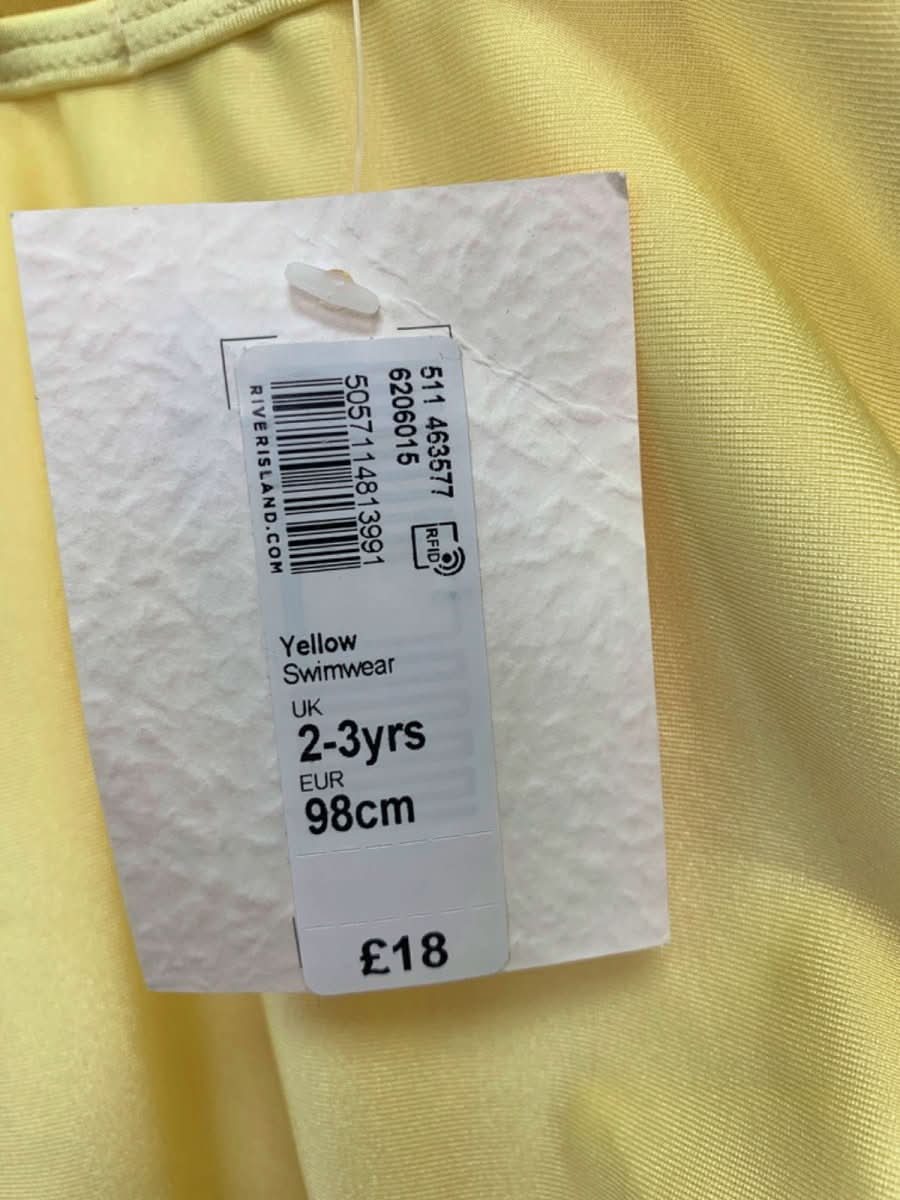 511 463577
6206015
RFID
5057114813991
RIVERISLAND.COM
Yellow
Swimwear
UK
2-3yrs
EUR
98cm
£18